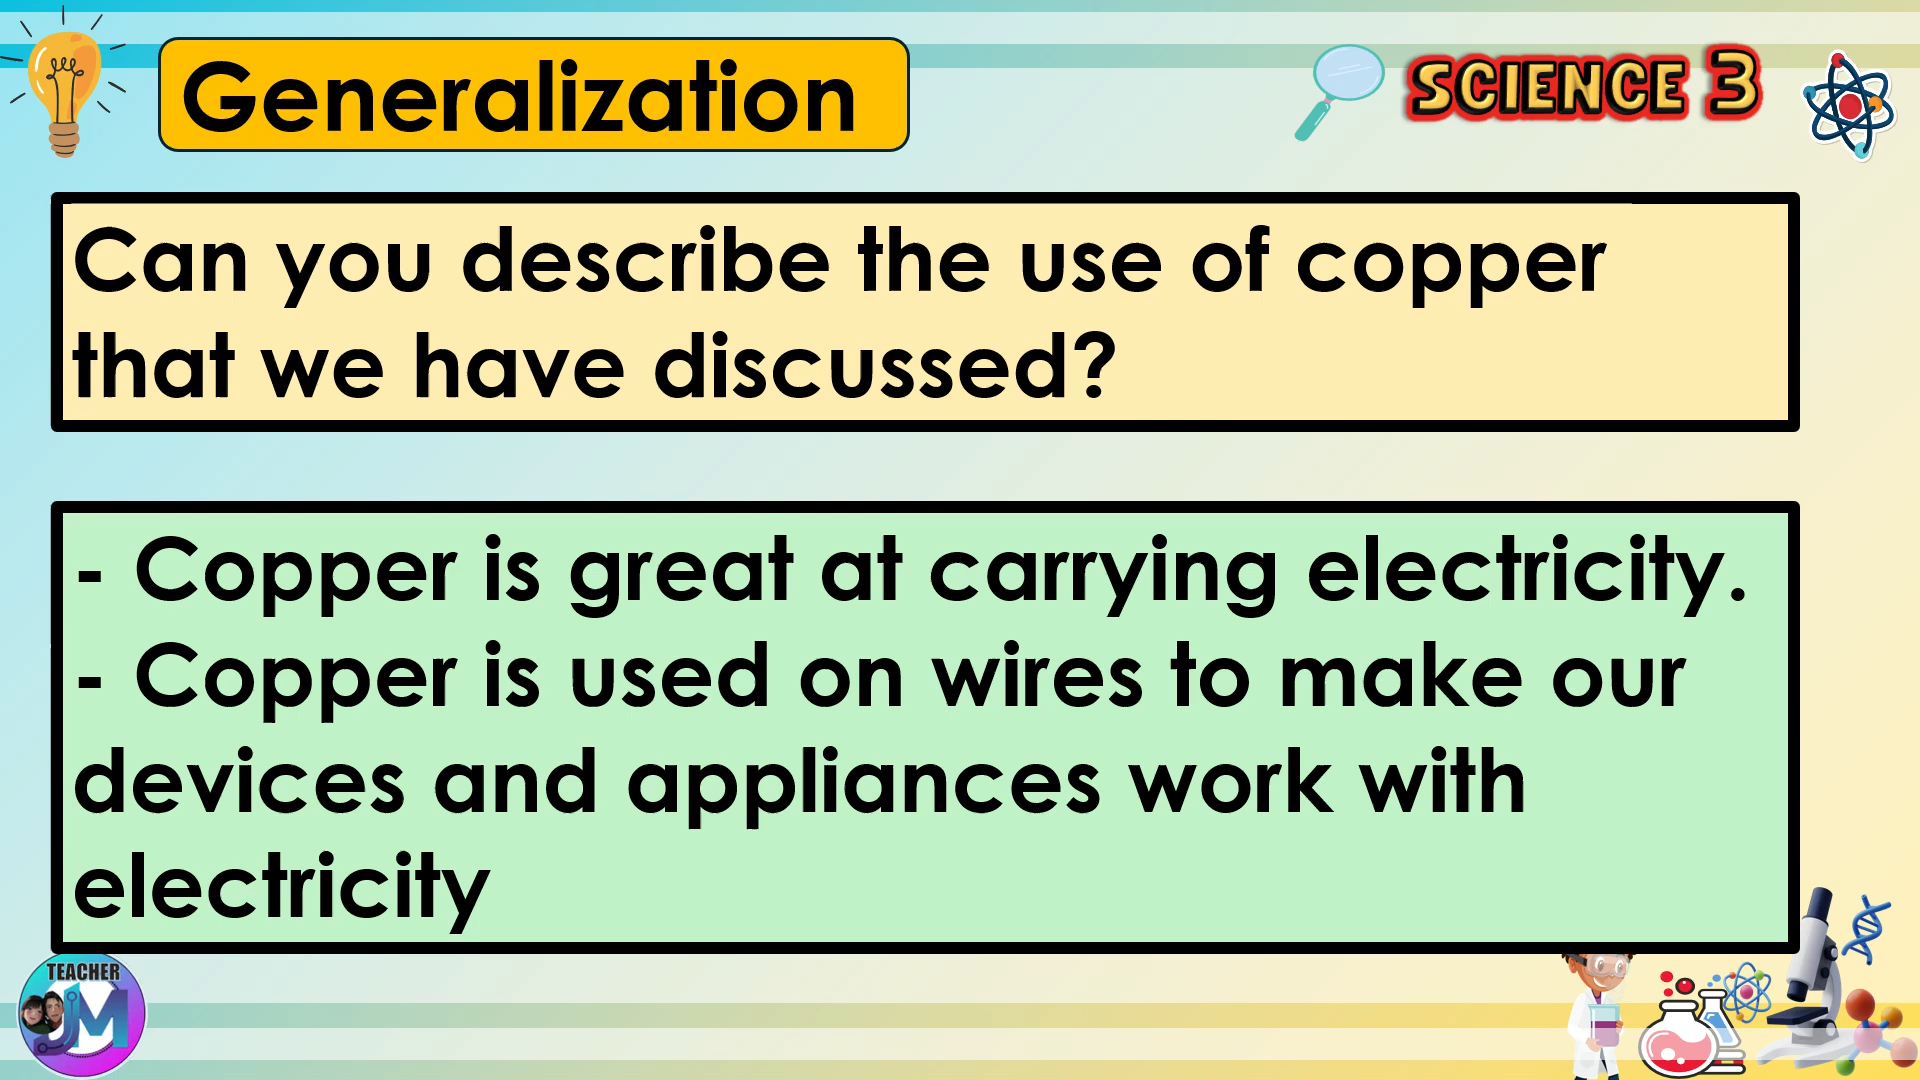 Generalization
SCIENCE 3
Can you describe the use of copper
that we have discussed?
- Copper is great at carrying electricity.
- Copper is used on wires to make our
devices and appliances work with
electricity
TEACHER
JM